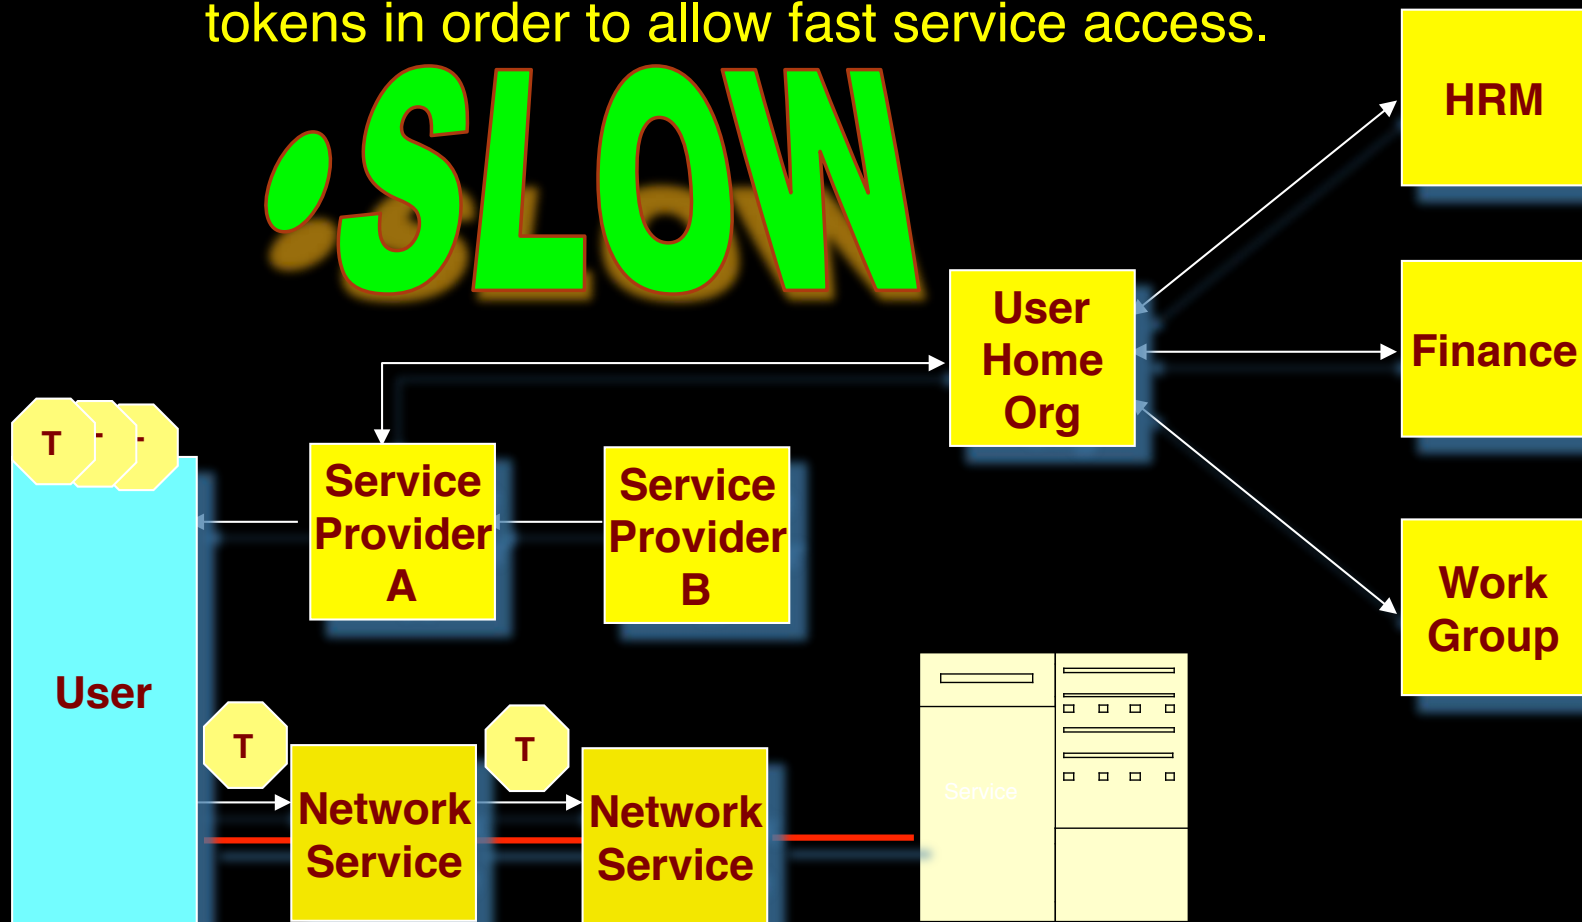 tokens in order to allow fast service access.
•SLOW
HRM
User
Home
Org
Finance
T
Service
Provider
A
Service
Provider
B
Work
Group
User
T
T
Network
Service
Network
Service
Service